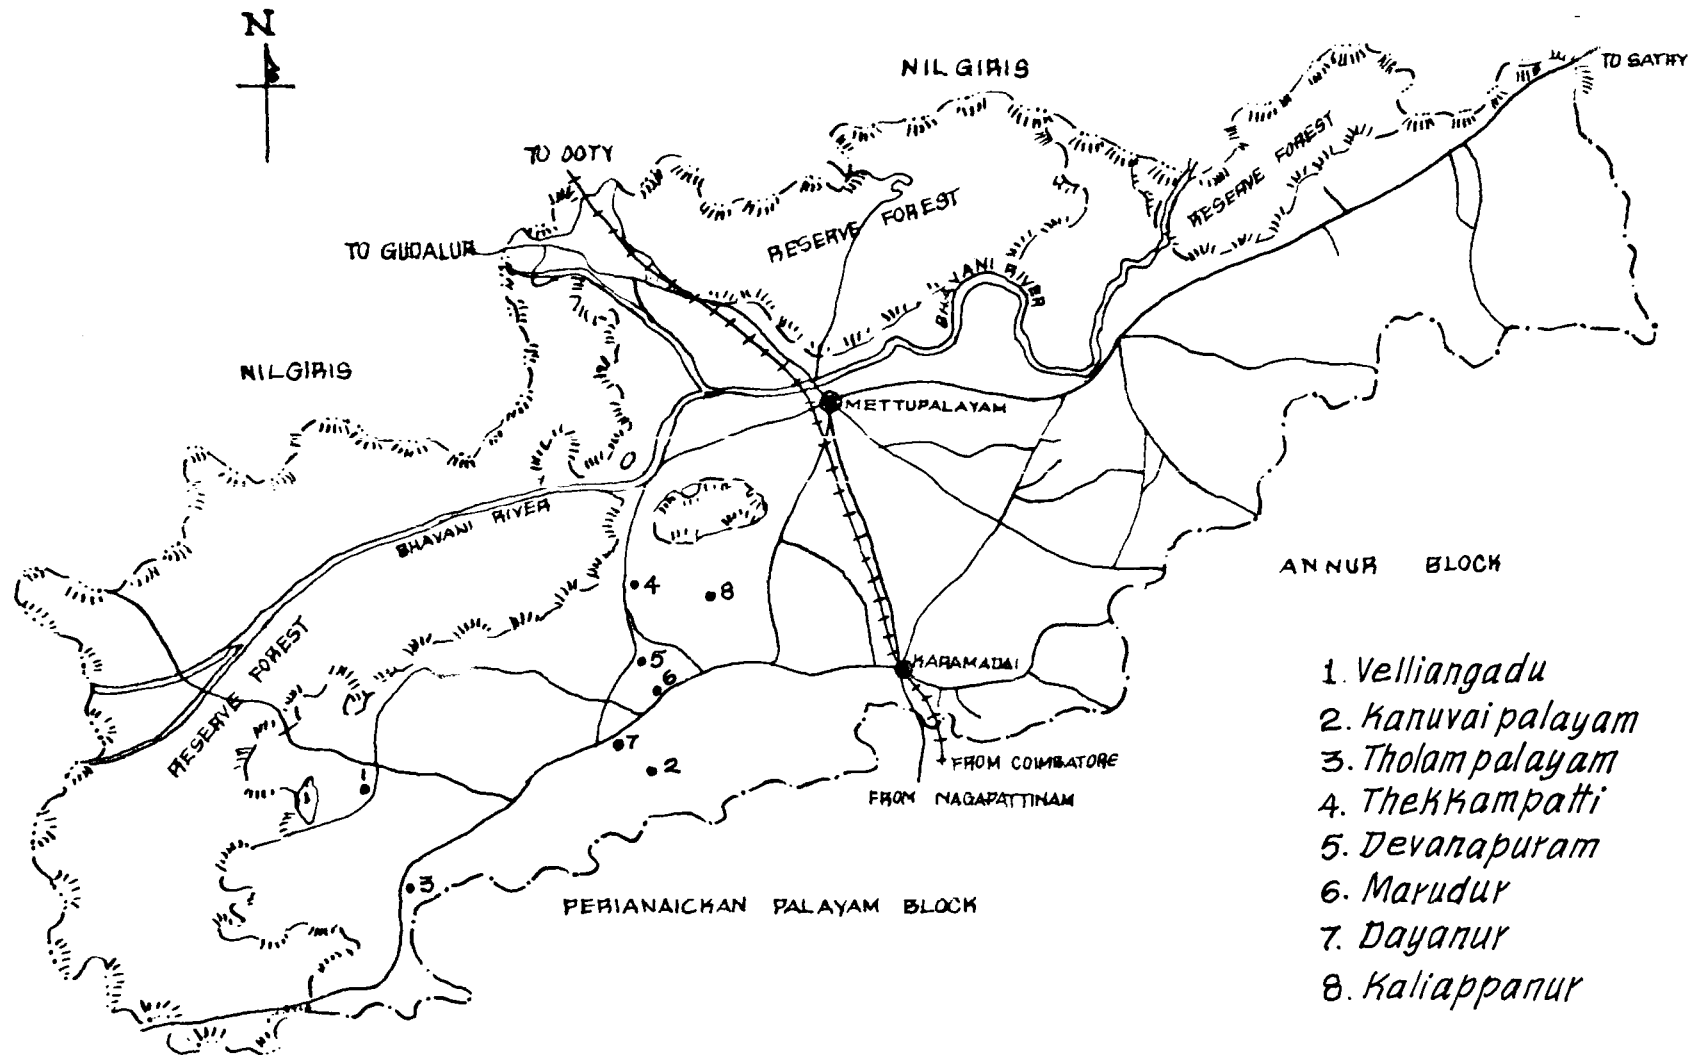 N
NILGIRIS
TO SATHY
TO OOTY
RESERVE FOREST
RESERVE FOREST
TO GUDALUR
BHAVANI RIVER
NILGIRIS
METTUPALAYAM
BHAVANI RIVER
ANNUR BLOCK
4
8
RESERVE FOREST
5
KARAMADAI
6
7
2
1
FROM COIMBATORE
FROM NAGAPATTINAM
3
PERIANAICKAN PALAYAM BLOCK
1. Velliangadu
2. Kanuvaipalayam
3. Tholampalayam
4. Thekkampatti
5. Devanapuram
6. Marudur
7. Dayanur
8. Kaliappanur